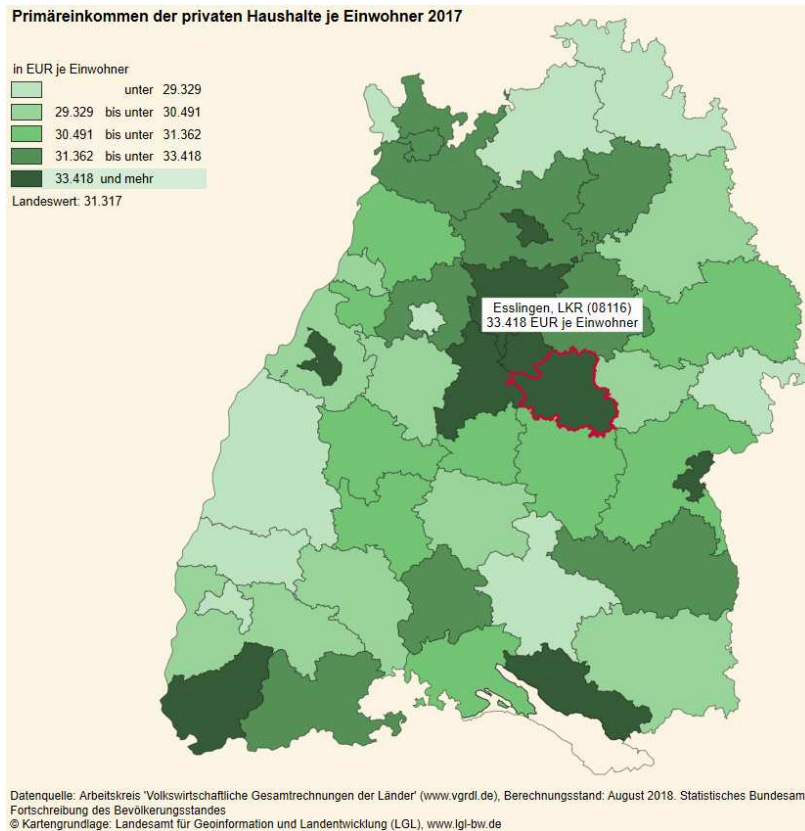 Primäreinkommen der privaten Haushalte je Einwohner 2017
in EUR je Einwohner
unter 29.329
29.329 bis unter 30.491
30.491 bis unter 31.362
31.362 bis unter 33.418
33.418 und mehr
Landeswert: 31.317
Esslingen, LKR (08116)
33.418 EUR je Einwohner
Datenquelle: Arbeitskreis 'Volkswirtschaftliche Gesamtrechnungen der Länder' (www.vgrdl.de), Berechnungsstand: August 2018. Statistisches Bundesam
Fortschreibung des Bevölkerungsstandes
© Kartengrundlage: Landesamt für Geoinformation und Landentwicklung (LGL), www.lgl-bw.de